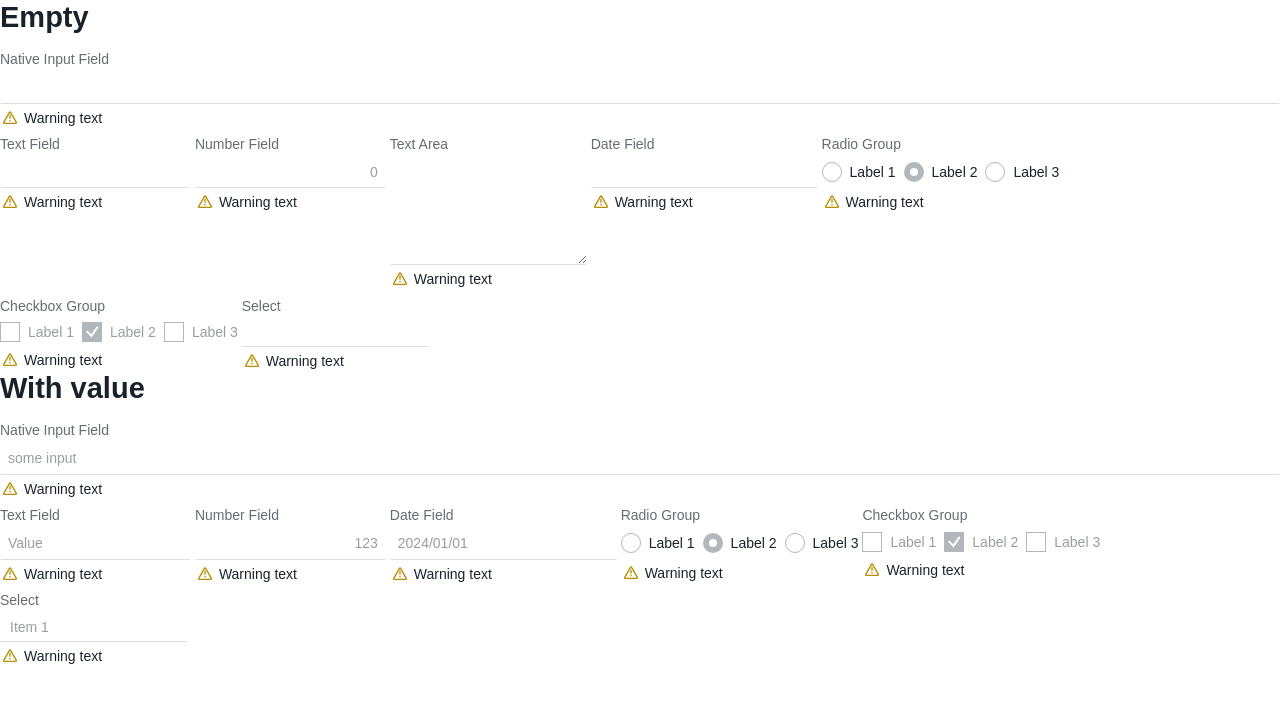 Empty
Native Input Field
Warning text
Text Field Number Field Text Area Date Field Radio Group
0 Label 1 Label 2 Label 3
Warning text Warning text Warning text Warning text
Warning text
Checkbox Group Select
Label 1 Label 2 Label 3
Warning text Warning text
With value
Native Input Field
some input
Warning text
Text Field Number Field Date Field Radio Group Checkbox Group
Value 123 2024/01/01 Label 1 Label 2 Label 3 Label 1 Label 2 Label 3
Warning text Warning text Warning text Warning text Warning text
Select
Item 1
Warning text